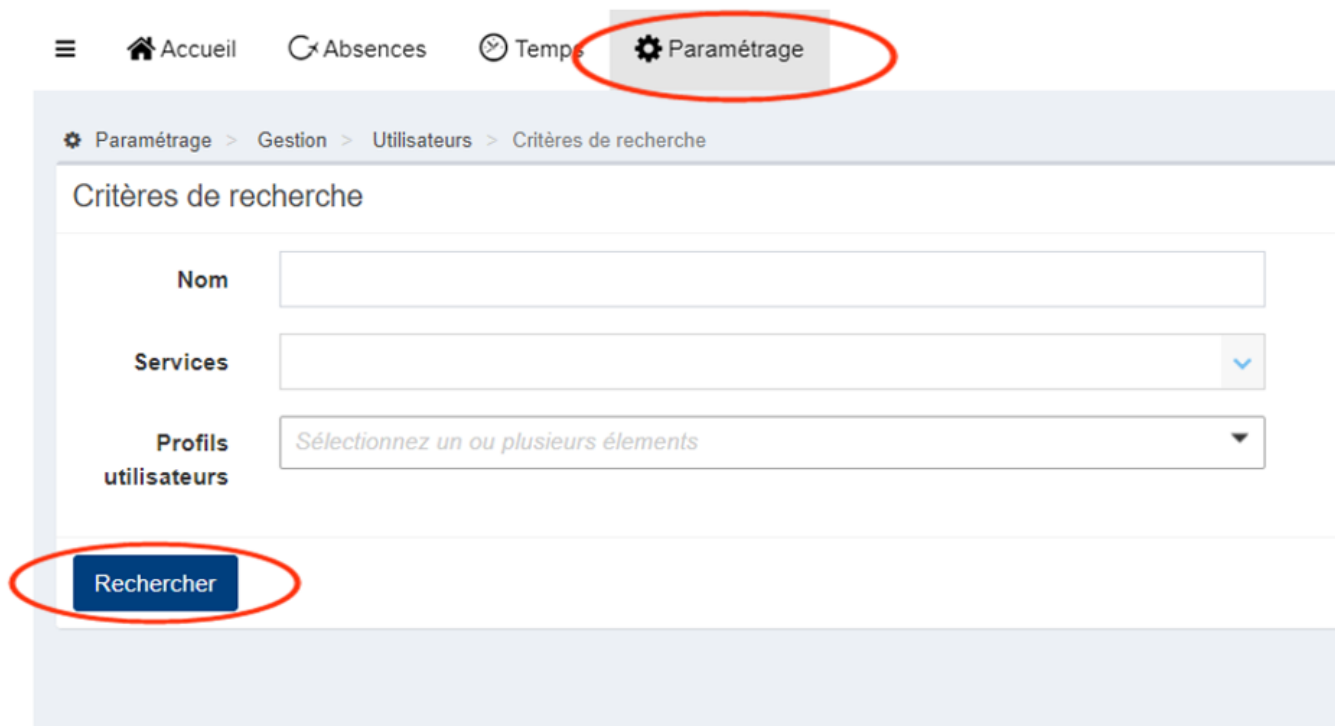 Accueil Absences Temps Paramétrage
Paramétrage > Gestion > Utilisateurs > Critères de recherche
Critères de recherche
Nom
Services
Profils utilisateurs
Sélectionnez un ou plusieurs élements
Rechercher